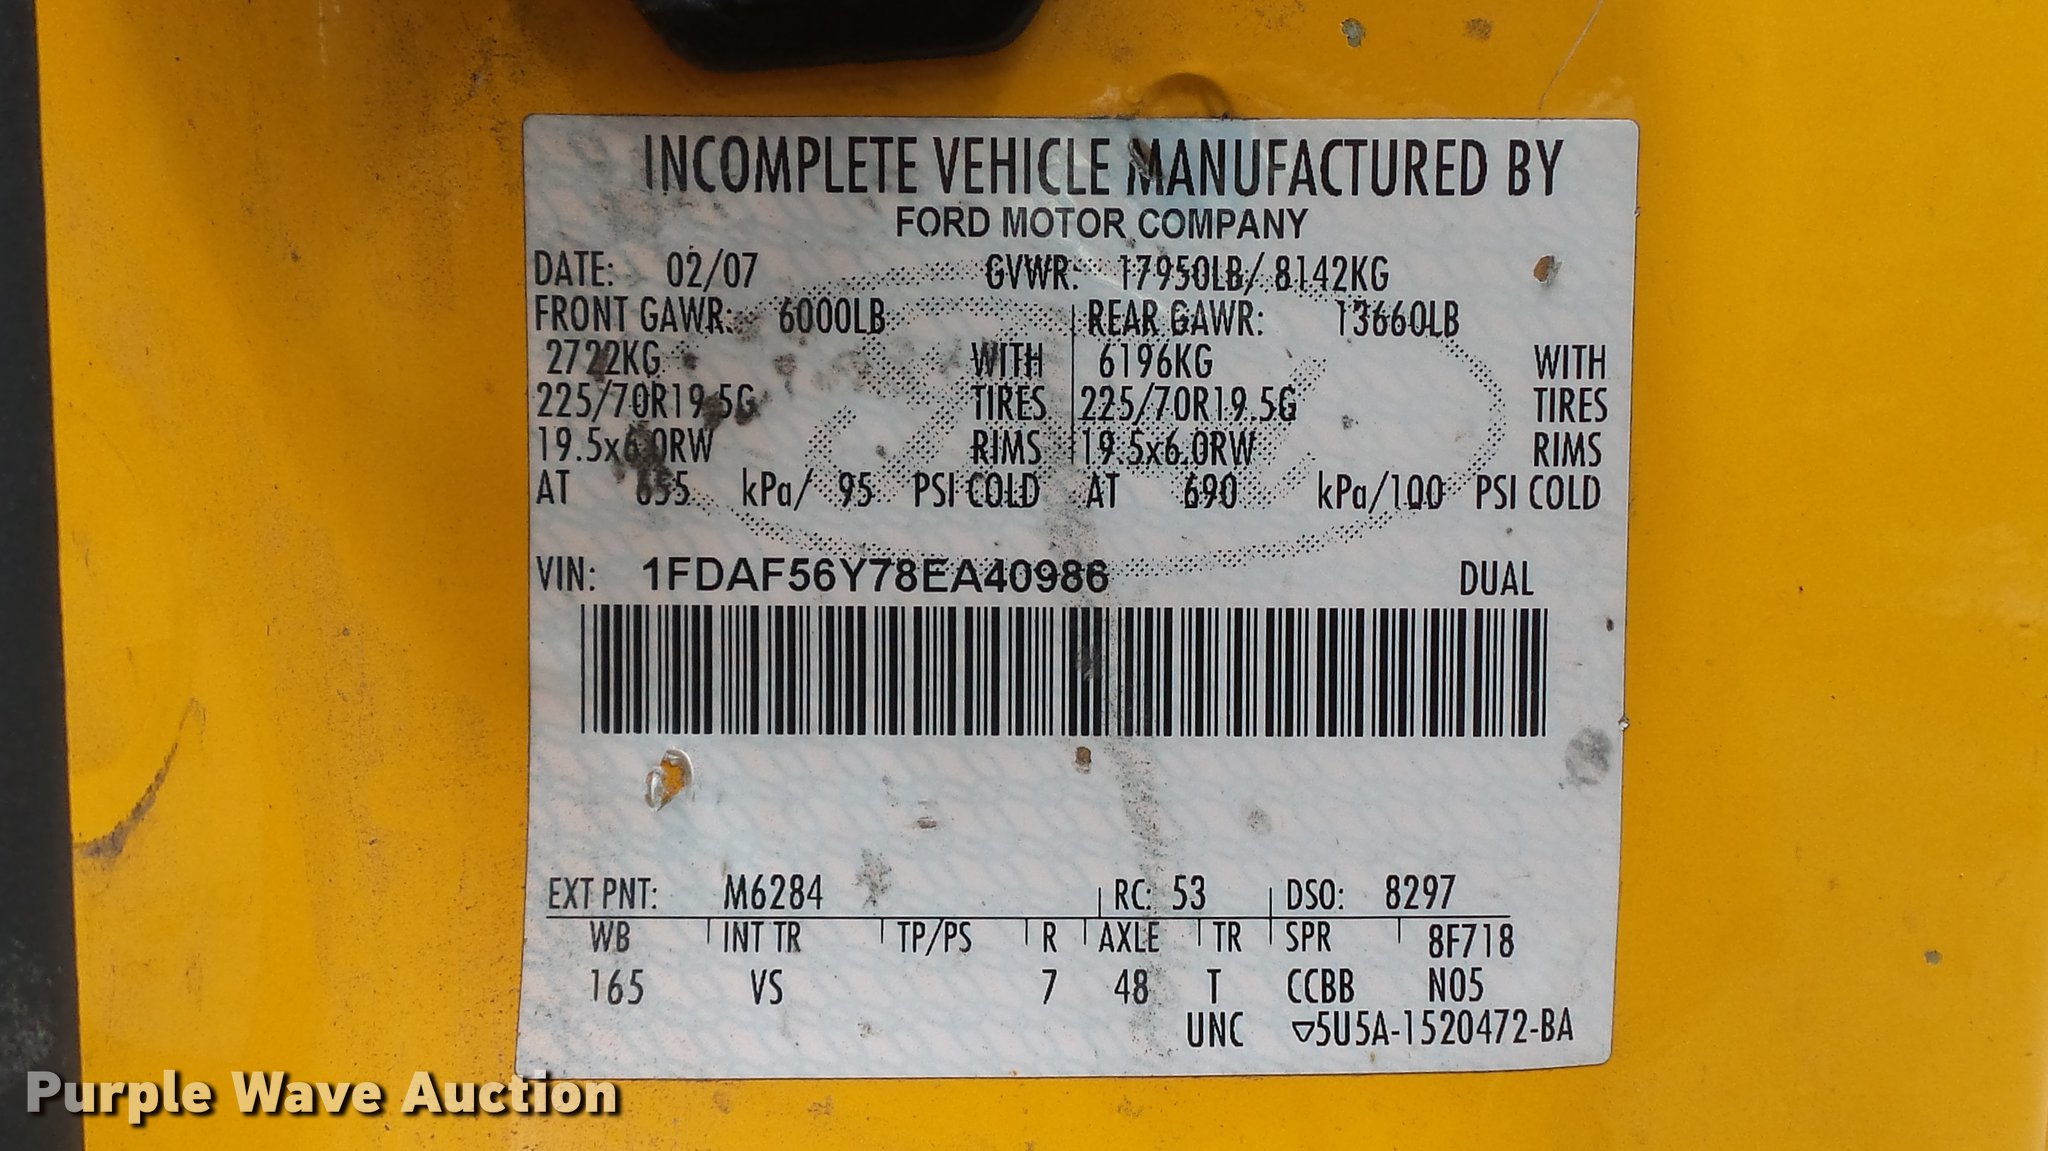 INCOMPLETE VEHICLE MANUFACTURED BY
FORD MOTOR COMPANY
DATE: 02/07 GVWR: 17950LB/ 8142KG
FRONT GAWR: 6000LB REAR GAWR: 13660LB
2722KG WITH 6196KG WITH
225/70R19.5G TIRES 225/70R19.5G TIRES
19.5x6.0RW RIMS 19.5x6.0RW RIMS
AT 655 kPa/ 95 PSI COLD AT 690 kPa/100 PSI COLD
VIN: 1FDAF56Y78EA40986 DUAL
EXT PNT: M6284 RC: 53 DSO: 8297
WB INT TR TP/PS R AXLE TR SPR 8F718
165 VS 7 48 T CCBB N05
UNC ▽5U5A-1520472-BA
Purple Wave Auction